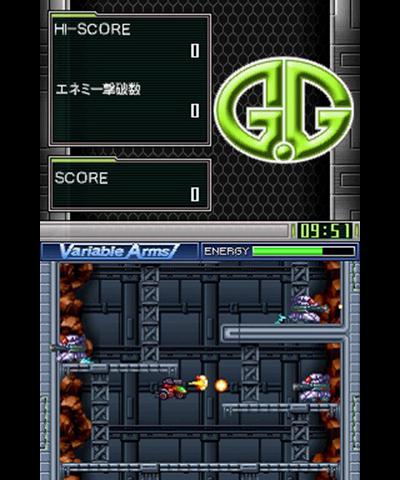 HI-SCORE
0
エネミー撃破数
0
G.G
SCORE
0
09:51
Variable Arms
ENERGY